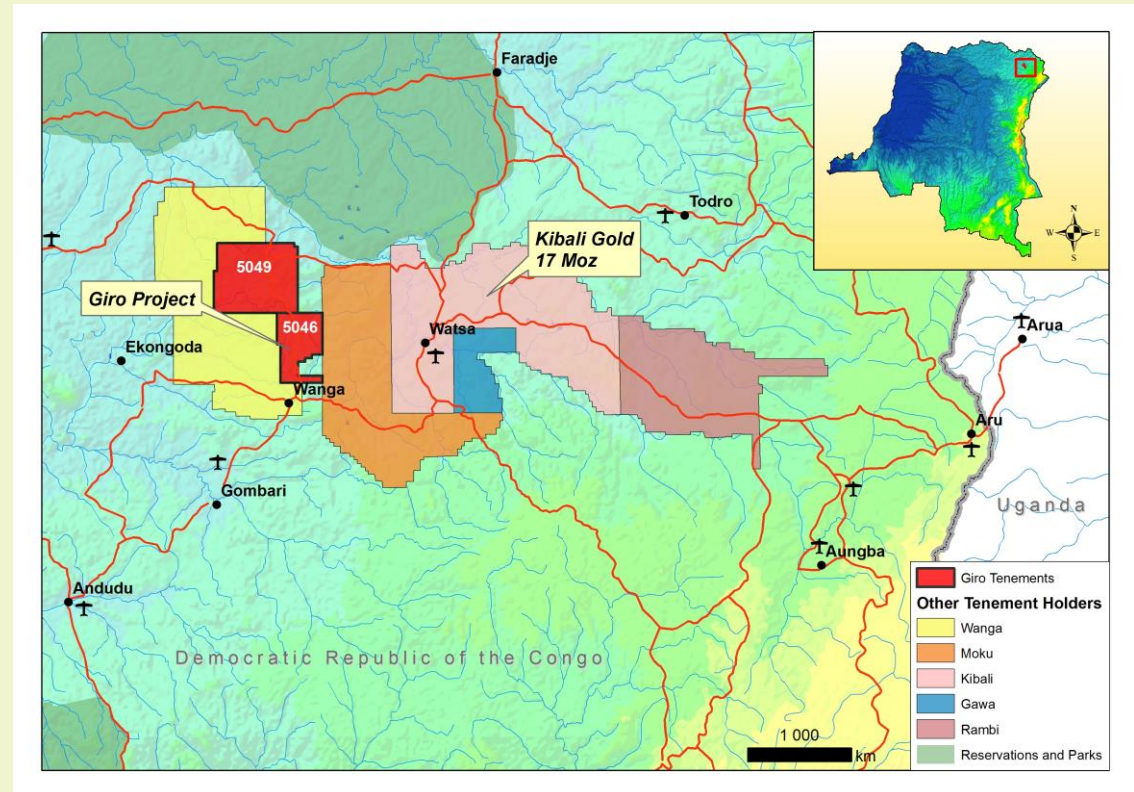 Faradje
Todro
Kibali Gold
17 Moz
5049
Giro Project
5046
Ekongoda
Watsa
Wanga
Arua
Aru
Gombari
Uganda
Aungba
Andudu
Democratic Republic of the Congo
N
W E
S
Giro Tenements
Other Tenement Holders
Wanga
Moku
Kibali
Gawa
Rambi
Reservations and Parks
1 000
km